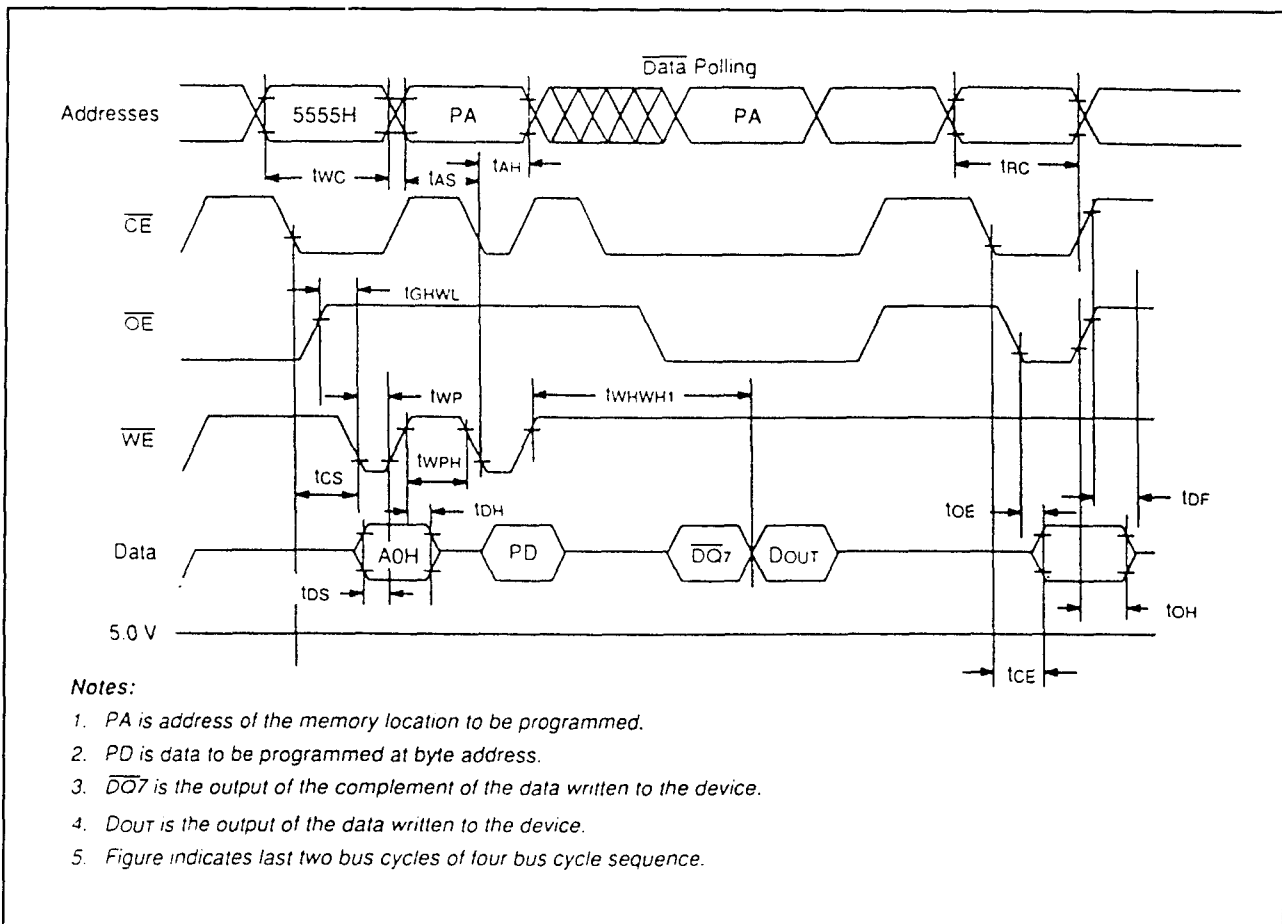 Data Polling
Addresses 5555H PA PA
tWC tAS tAH tRC
CE
tGHWL
OE
tWP tWHWH1
WE
tWPH
tCS
tDH tOE tDF
Data A0H PD DQ7 DOUT
tDS tOH
5.0 V
tCE
Notes:
1. PA is address of the memory location to be programmed.
2. PD is data to be programmed at byte address.
3. DQ7 is the output of the complement of the data written to the device.
4. DOUT is the output of the data written to the device.
5. Figure indicates last two bus cycles of four bus cycle sequence.